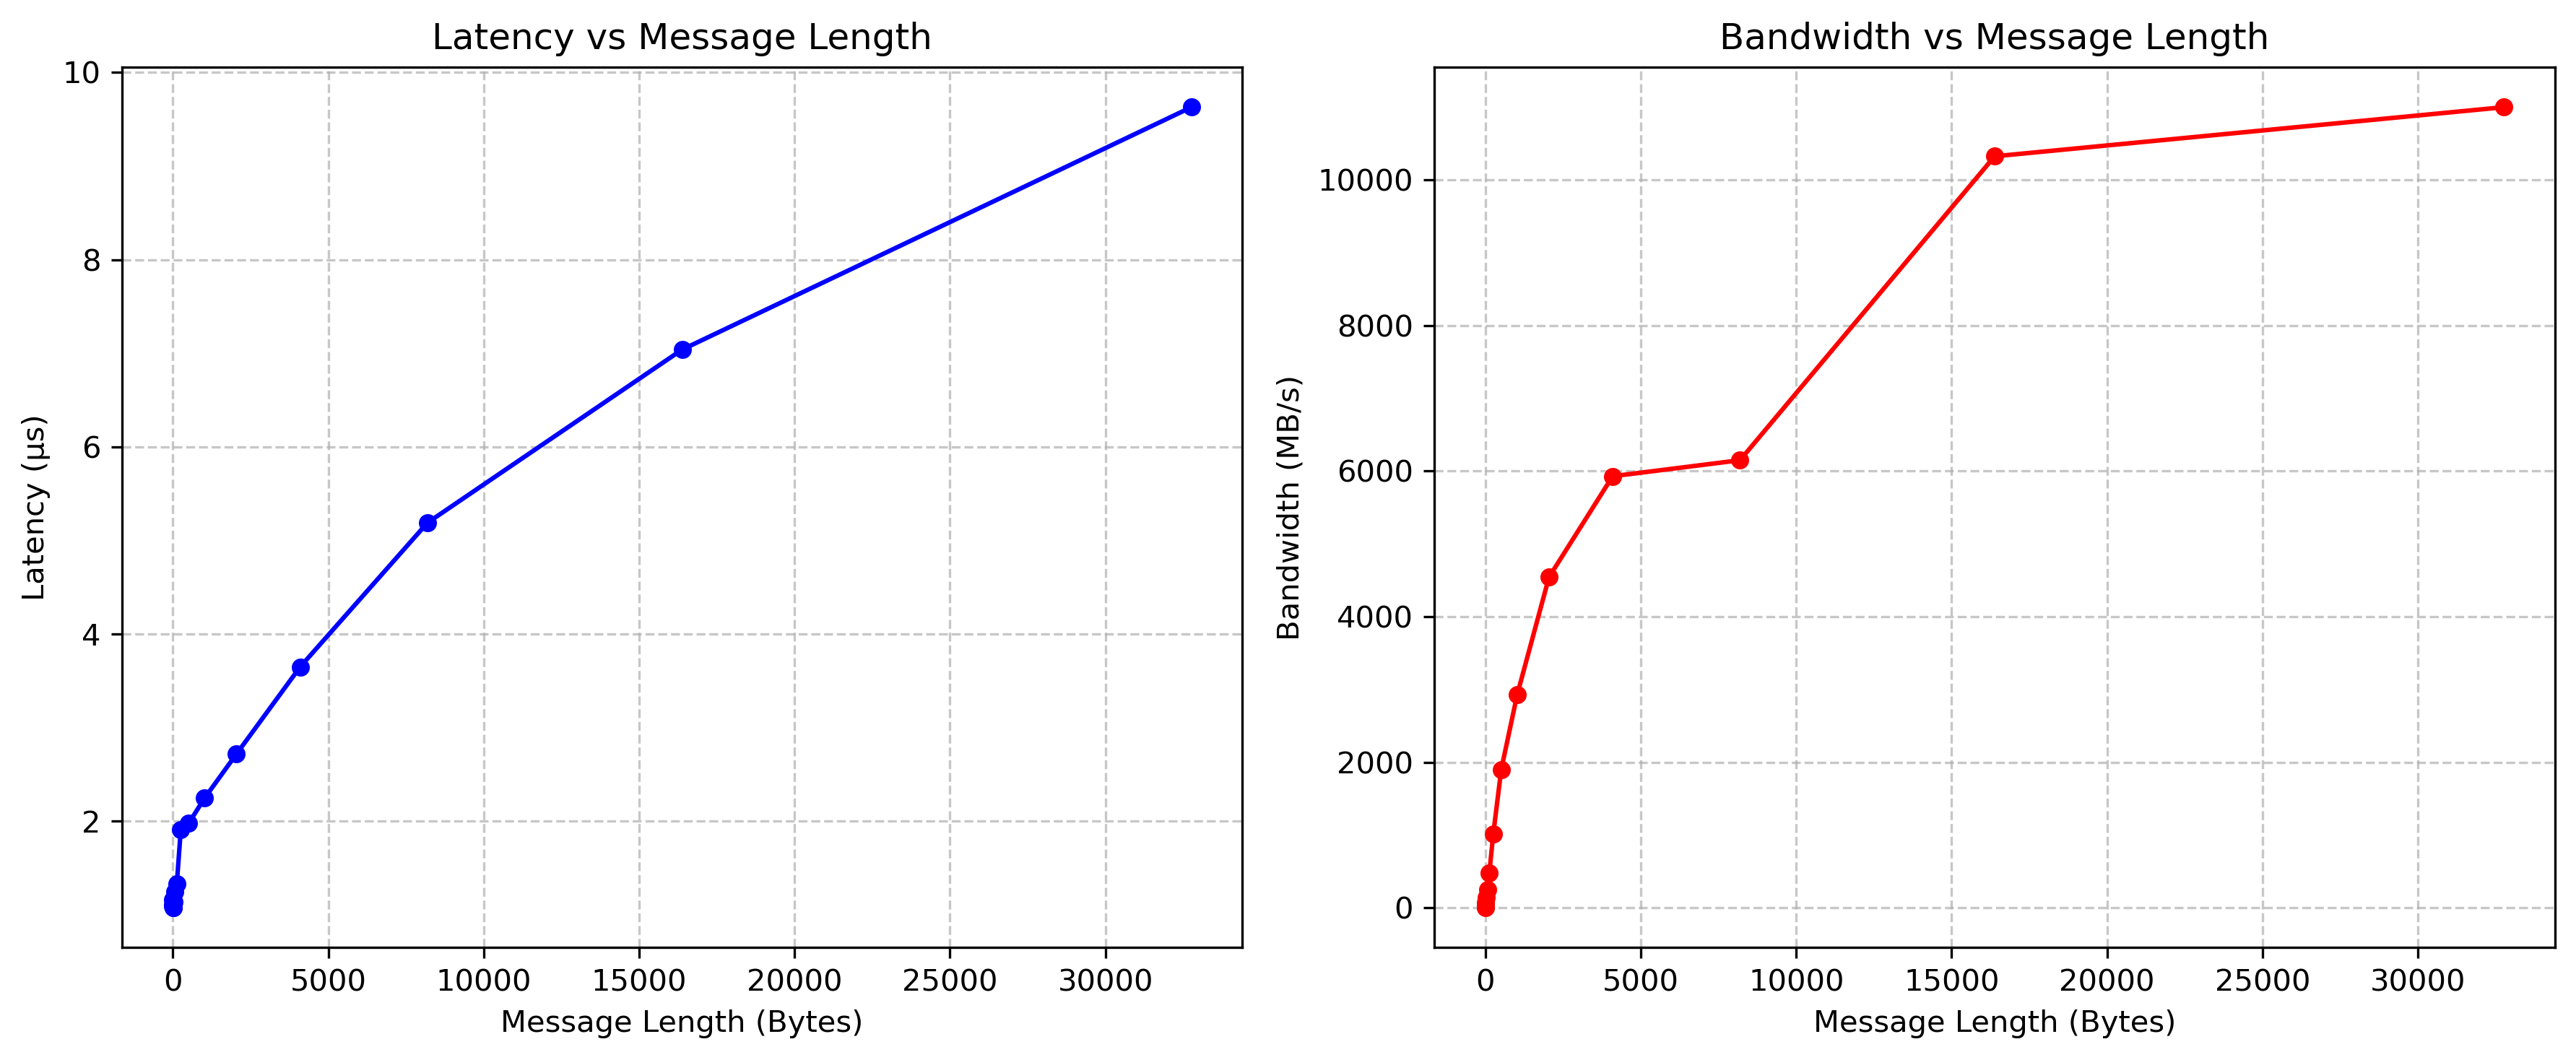 Latency vs Message Length
10
8
6
4
2
Latency (µs)
0 5000 10000 15000 20000 25000 30000
Message Length (Bytes)
Bandwidth vs Message Length
10000
8000
6000
4000
2000
0
Bandwidth (MB/s)
0 5000 10000 15000 20000 25000 30000
Message Length (Bytes)